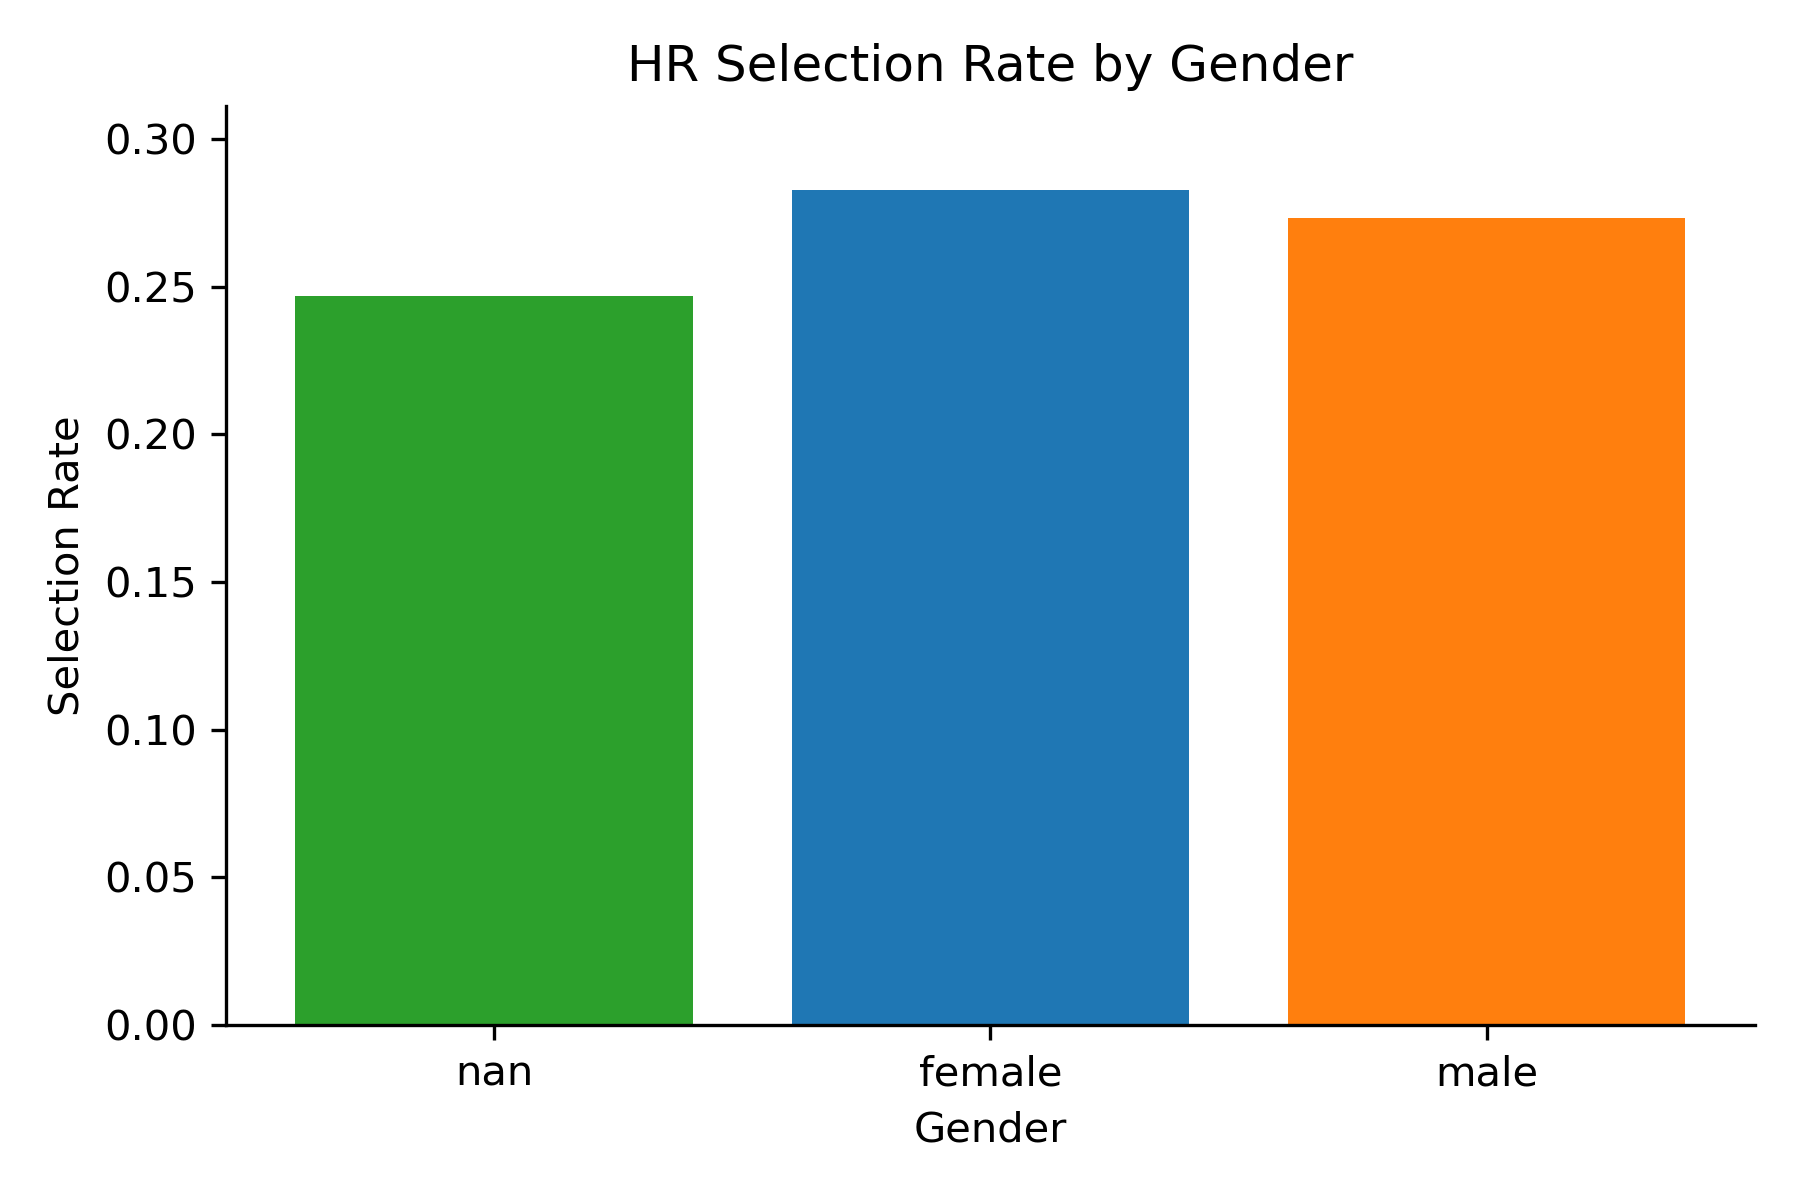 HR Selection Rate by Gender
0.30
0.25
0.20
0.15
0.10
0.05
0.00
Selection Rate
nan female male
Gender